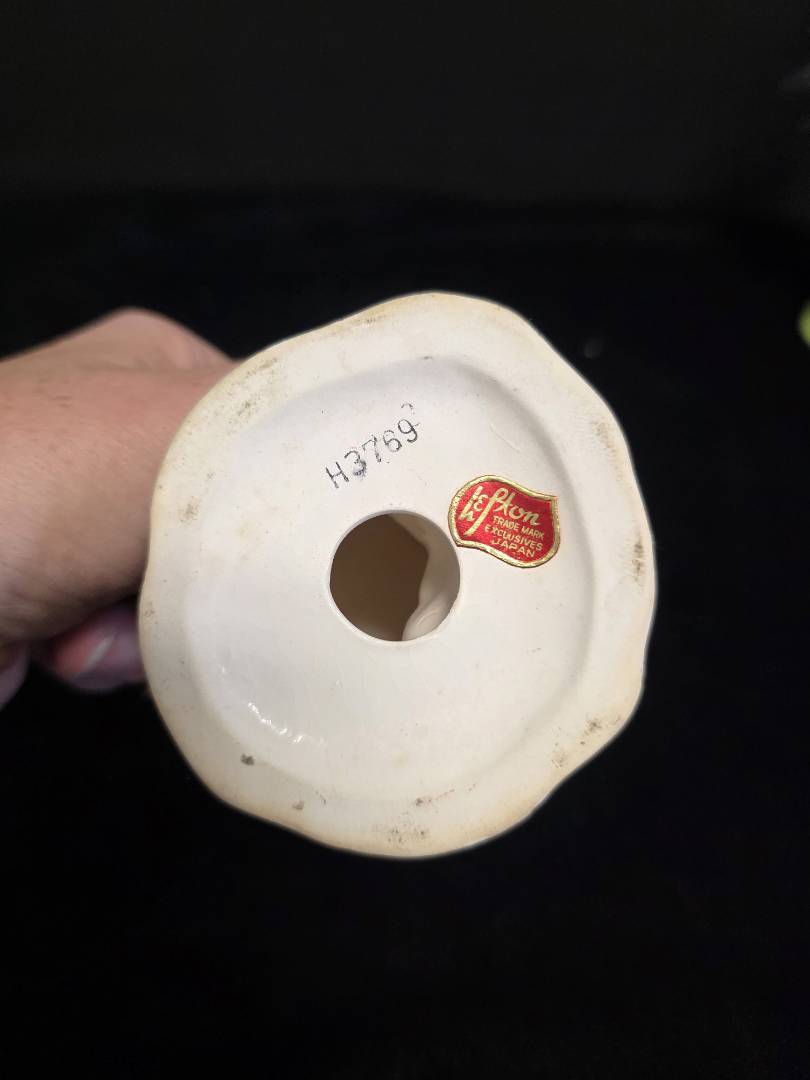 H3769
Lefton
TRADE MARK
EXCLUSIVES
JAPAN